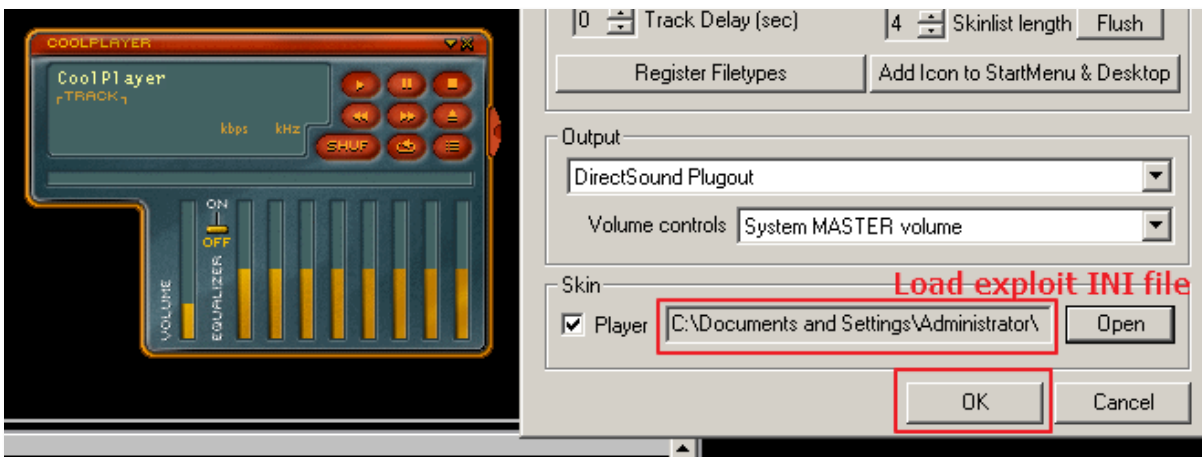 COOLPLAYER
CoolPlayer
TRACK
kbps kHz
SHUF
ON
OFF
VOLUME
EQUALIZER
0 Track Delay (sec)
4 Skinlist length Flush
Register Filetypes
Add Icon to StartMenu & Desktop
Output
DirectSound Plugout
Volume controls System MASTER volume
Skin
Load exploit INI file
Player C:\Documents and Settings\Administrator\ Open
OK Cancel